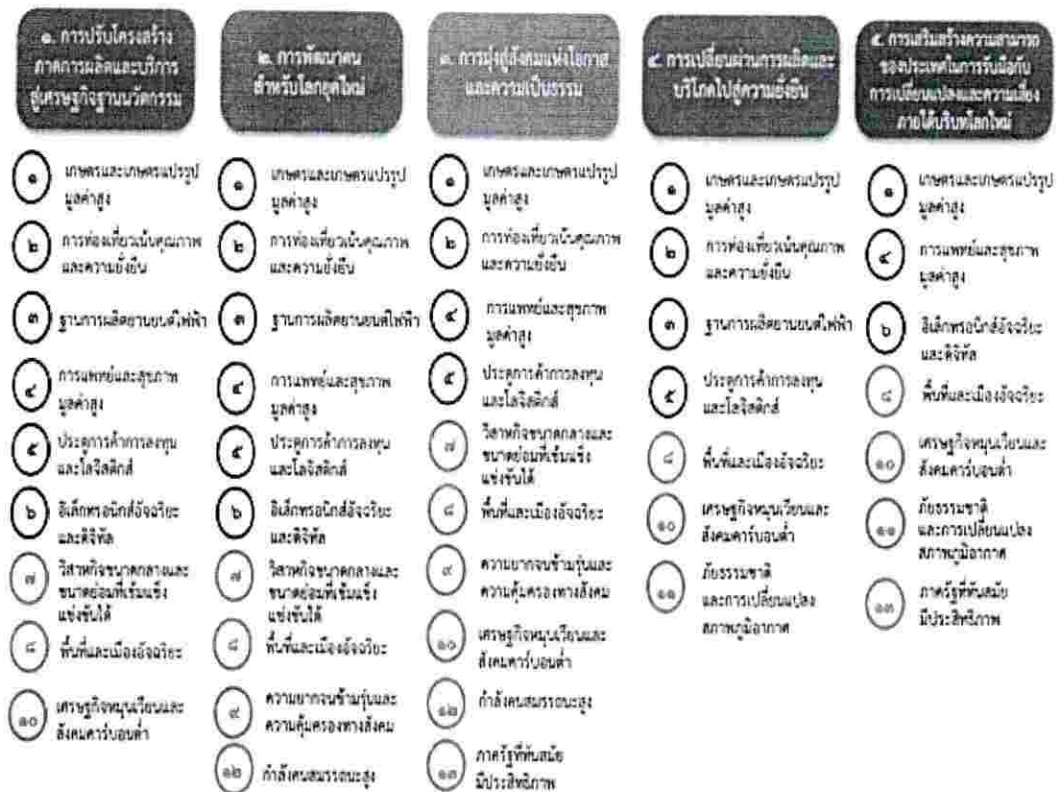 ๑. การปรับโครงสร้าง
ภาคการผลิตและบริการ
สู่เศรษฐกิจฐานนวัตกรรม
๑
เกษตรและเกษตรแปรรูป
มูลค่าสูง
๒
การท่องเที่ยวเน้นคุณภาพ
และความยั่งยืน
๓
ฐานการผลิตยานยนต์ไฟฟ้า
๔
การแพทย์และสุขภาพ
มูลค่าสูง
๕
ประตูการค้าการลงทุน
และโลจิสติกส์
๖
อิเล็กทรอนิกส์อัจฉริยะ
และดิจิทัล
๗
วิสาหกิจขนาดกลางและ
ขนาดย่อมที่เข้มแข็ง
แข่งขันได้
๘
พื้นที่และเมืองอัจฉริยะ
๑๐
เศรษฐกิจหมุนเวียนและ
สังคมคาร์บอนต่ำ
๒. การพัฒนาคน
สำหรับโลกยุคใหม่
๑
เกษตรและเกษตรแปรรูป
มูลค่าสูง
๒
การท่องเที่ยวเน้นคุณภาพ
และความยั่งยืน
๓
ฐานการผลิตยานยนต์ไฟฟ้า
๔
การแพทย์และสุขภาพ
มูลค่าสูง
๕
ประตูการค้าการลงทุน
และโลจิสติกส์
๖
อิเล็กทรอนิกส์อัจฉริยะ
และดิจิทัล
๗
วิสาหกิจขนาดกลางและ
ขนาดย่อมที่เข้มแข็ง
แข่งขันได้
๘
พื้นที่และเมืองอัจฉริยะ
๙
ความยากจนข้ามรุ่นและ
ความคุ้มครองทางสังคม
๑๒
กำลังคนสมรรถนะสูง
๓. การมุ่งสู่สังคมแห่งโอกาส
และความเป็นธรรม
๑
เกษตรและเกษตรแปรรูป
มูลค่าสูง
๒
การท่องเที่ยวเน้นคุณภาพ
และความยั่งยืน
๔
การแพทย์และสุขภาพ
มูลค่าสูง
๕
ประตูการค้าการลงทุน
และโลจิสติกส์
๗
วิสาหกิจขนาดกลางและ
ขนาดย่อมที่เข้มแข็ง
แข่งขันได้
๘
พื้นที่และเมืองอัจฉริยะ
๙
ความยากจนข้ามรุ่นและ
ความคุ้มครองทางสังคม
๑๐
เศรษฐกิจหมุนเวียนและ
สังคมคาร์บอนต่ำ
๑๒
กำลังคนสมรรถนะสูง
๑๓
ภาครัฐที่ทันสมัย
มีประสิทธิภาพ
๔. การเปลี่ยนผ่านการผลิตและ
บริโภคไปสู่ความยั่งยืน
๑
เกษตรและเกษตรแปรรูป
มูลค่าสูง
๒
การท่องเที่ยวเน้นคุณภาพ
และความยั่งยืน
๓
ฐานการผลิตยานยนต์ไฟฟ้า
๕
ประตูการค้าการลงทุน
และโลจิสติกส์
๘
พื้นที่และเมืองอัจฉริยะ
๑๐
เศรษฐกิจหมุนเวียนและ
สังคมคาร์บอนต่ำ
๑๑
ภัยธรรมชาติ
และการเปลี่ยนแปลง
สภาพภูมิอากาศ
๕. การเสริมสร้างความสามารถ
ของประเทศในการรับมือกับ
การเปลี่ยนแปลงและความเสี่ยง
ภายใต้บริบทโลกใหม่
๑
เกษตรและเกษตรแปรรูป
มูลค่าสูง
๔
การแพทย์และสุขภาพ
มูลค่าสูง
๖
อิเล็กทรอนิกส์อัจฉริยะ
และดิจิทัล
๘
พื้นที่และเมืองอัจฉริยะ
๑๐
เศรษฐกิจหมุนเวียนและ
สังคมคาร์บอนต่ำ
๑๑
ภัยธรรมชาติ
และการเปลี่ยนแปลง
สภาพภูมิอากาศ
๑๓
ภาครัฐที่ทันสมัย
มีประสิทธิภาพ